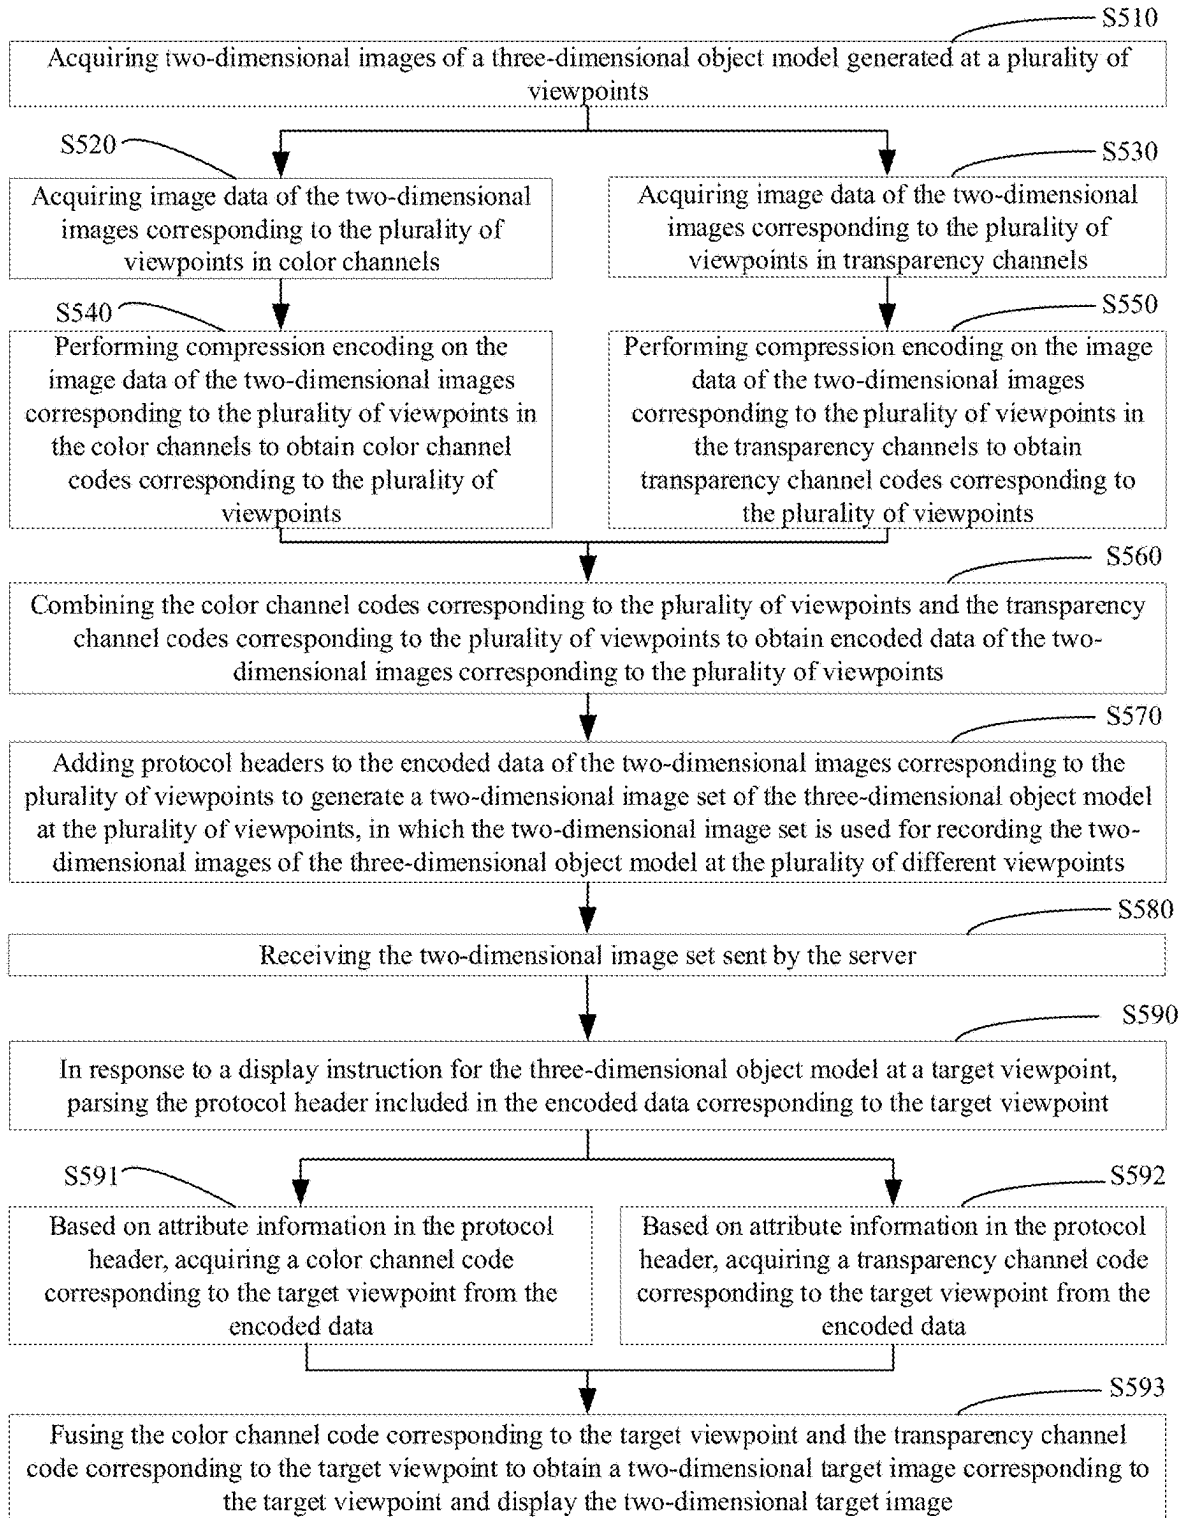 S510
Acquiring two-dimensional images of a three-dimensional object model generated at a plurality of
viewpoints
S520
Acquiring image data of the two-dimensional
images corresponding to the plurality of
viewpoints in color channels
S530
Acquiring image data of the two-dimensional
images corresponding to the plurality of
viewpoints in transparency channels
S540
Performing compression encoding on the
image data of the two-dimensional images
corresponding to the plurality of viewpoints in
the color channels to obtain color channel
codes corresponding to the plurality of
viewpoints
S550
Performing compression encoding on the image
data of the two-dimensional images
corresponding to the plurality of viewpoints in
the transparency channels to obtain
transparency channel codes corresponding to
the plurality of viewpoints
S560
Combining the color channel codes corresponding to the plurality of viewpoints and the transparency
channel codes corresponding to the plurality of viewpoints to obtain encoded data of the two-
dimensional images corresponding to the plurality of viewpoints
S570
Adding protocol headers to the encoded data of the two-dimensional images corresponding to the
plurality of viewpoints to generate a two-dimensional image set of the three-dimensional object model
at the plurality of viewpoints, in which the two-dimensional image set is used for recording the two-
dimensional images of the three-dimensional object model at the plurality of different viewpoints
S580
Receiving the two-dimensional image set sent by the server
S590
In response to a display instruction for the three-dimensional object model at a target viewpoint,
parsing the protocol header included in the encoded data corresponding to the target viewpoint
S591
Based on attribute information in the protocol
header, acquiring a color channel code
corresponding to the target viewpoint from the
encoded data
S592
Based on attribute information in the protocol
header, acquiring a transparency channel code
corresponding to the target viewpoint from the
encoded data
S593
Fusing the color channel code corresponding to the target viewpoint and the transparency channel
code corresponding to the target viewpoint to obtain a two-dimensional target image corresponding to
the target viewpoint and display the two-dimensional target image